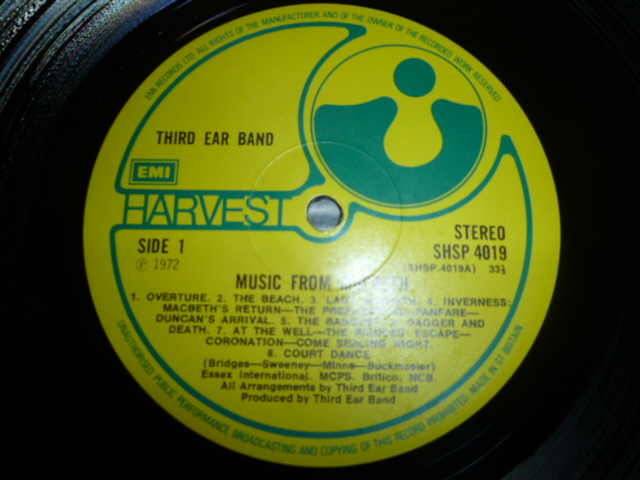 EMI RECORDS LTD. ALL RIGHTS OF THE MANUFACTURER AND OF THE OWNER OF THE RECORDED WORK RESERVED
THIRD EAR BAND
EMI
HARVEST
SIDE 1
Ⓟ 1972
STEREO
SHSP 4019
(SHSP.4019A) 33⅓
MUSIC FROM MACBETH
1. OVERTURE. 2. THE BEACH. 3. LADY 4. INVERNESS:
MACBETH'S RETURN—THE FANFARE—
DUNCAN'S ARRIVAL. 5. THE BANQUET. 6. DAGGER AND
DEATH. 7. AT THE WELL—THE ESCAPE—
CORONATION—COME SEALING NIGHT.
8. COURT DANCE
(Bridges—Sweeney—Minns—Buckmaster)
Essex International. MCPS. Britico. NCB.
All Arrangements by Third Ear Band
Produced by Third Ear Band
UNAUTHORISED PUBLIC PERFORMANCE BROADCASTING AND COPYING OF THIS RECORD PROHIBITED—MADE IN GT BRITAIN